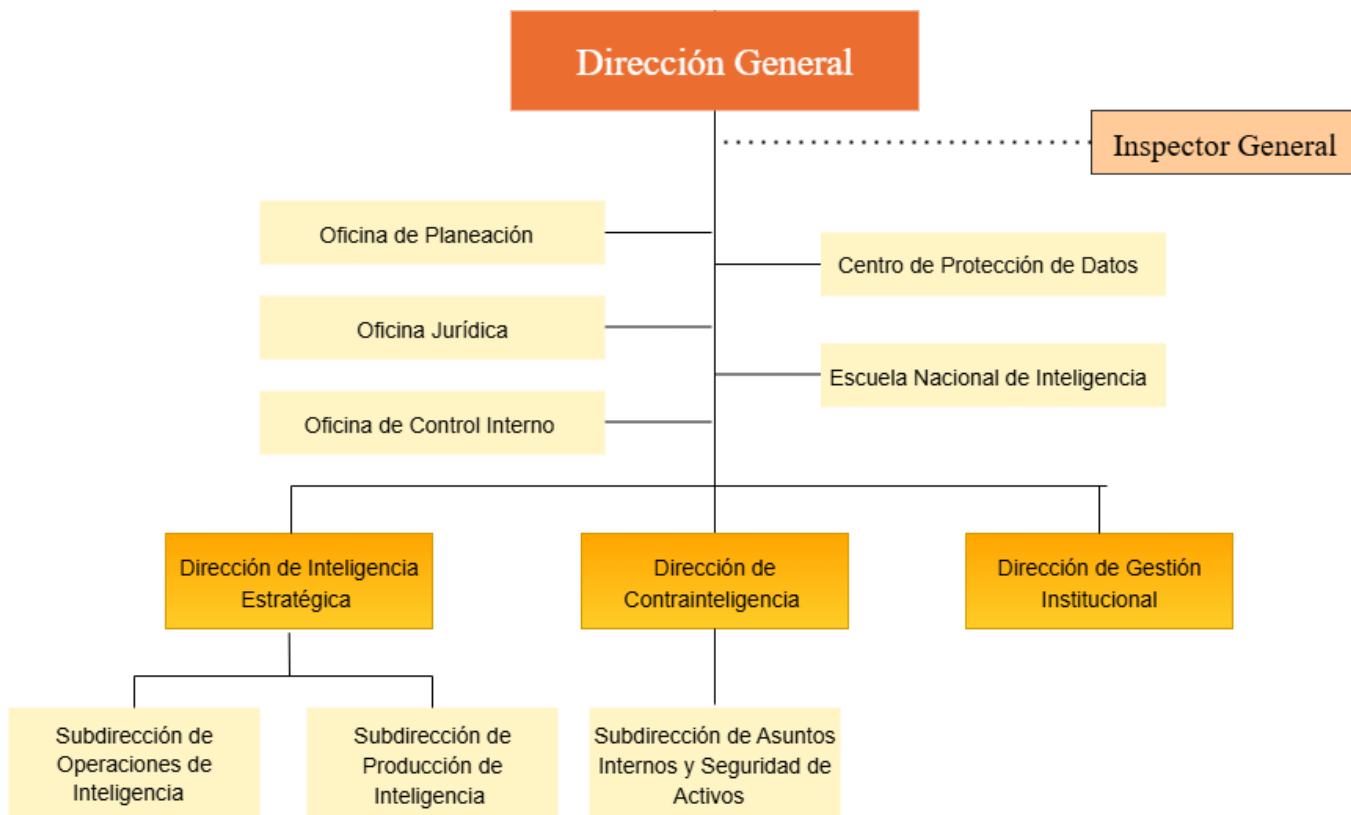 Dirección General
Inspector General
Oficina de Planeación
Centro de Protección de Datos
Oficina Jurídica
Escuela Nacional de Inteligencia
Oficina de Control Interno
Dirección de Inteligencia
Estratégica
Dirección de
Contrainteligencia
Dirección de Gestión
Institucional
Subdirección de
Operaciones de
Inteligencia
Subdirección de
Producción de
Inteligencia
Subdirección de Asuntos
Internos y Seguridad de
Activos